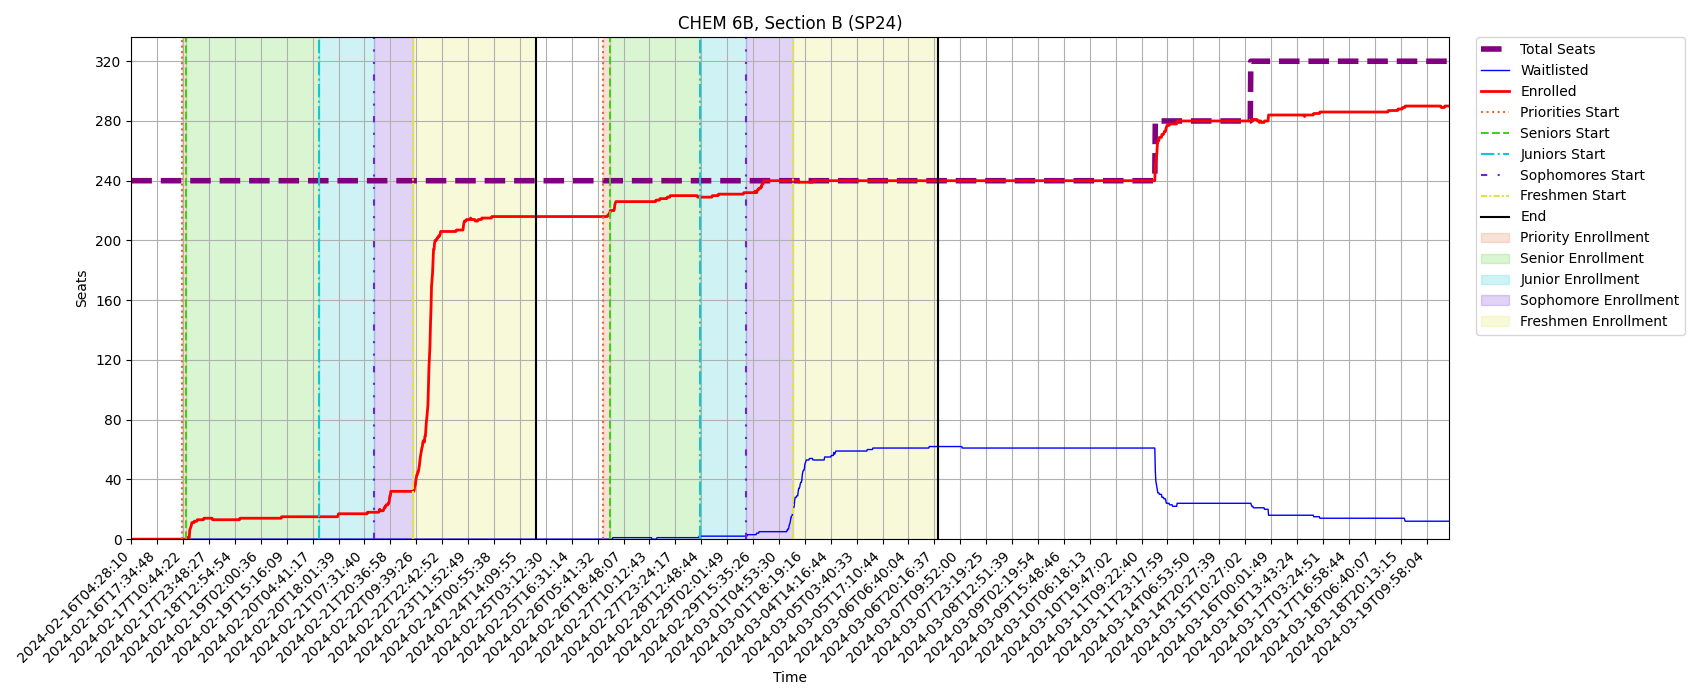 CHEM 6B, Section B (SP24)
Seats
320
280
240
200
160
120
80
40
0
2024-02-16T04:28:10
2024-02-16T17:34:48
2024-02-17T10:44:22
2024-02-17T23:48:27
2024-02-18T12:54:54
2024-02-19T02:00:36
2024-02-19T15:16:09
2024-02-20T04:41:17
2024-02-20T18:01:39
2024-02-21T07:31:40
2024-02-21T20:36:58
2024-02-22T09:39:26
2024-02-22T22:42:52
2024-02-23T11:52:49
2024-02-24T00:55:38
2024-02-24T14:09:55
2024-02-25T03:12:30
2024-02-25T16:31:14
2024-02-26T05:41:32
2024-02-26T18:48:07
2024-02-27T10:12:43
2024-02-27T23:24:17
2024-02-28T12:48:44
2024-02-29T02:01:49
2024-02-29T15:35:26
2024-03-01T04:53:30
2024-03-01T18:19:16
2024-03-04T14:16:44
2024-03-05T03:40:33
2024-03-05T17:10:44
2024-03-06T06:40:04
2024-03-06T20:16:37
2024-03-07T09:52:00
2024-03-07T23:19:25
2024-03-08T12:51:39
2024-03-09T02:19:54
2024-03-09T15:48:46
2024-03-10T06:18:13
2024-03-10T19:47:02
2024-03-11T09:22:40
2024-03-11T23:17:59
2024-03-14T06:53:50
2024-03-14T20:27:39
2024-03-15T10:27:02
2024-03-16T00:01:49
2024-03-16T13:43:24
2024-03-17T03:24:51
2024-03-17T16:58:44
2024-03-18T06:40:07
2024-03-18T20:13:15
2024-03-19T09:58:04
Time
Total Seats
Waitlisted
Enrolled
Priorities Start
Seniors Start
Juniors Start
Sophomores Start
Freshmen Start
End
Priority Enrollment
Senior Enrollment
Junior Enrollment
Sophomore Enrollment
Freshmen Enrollment